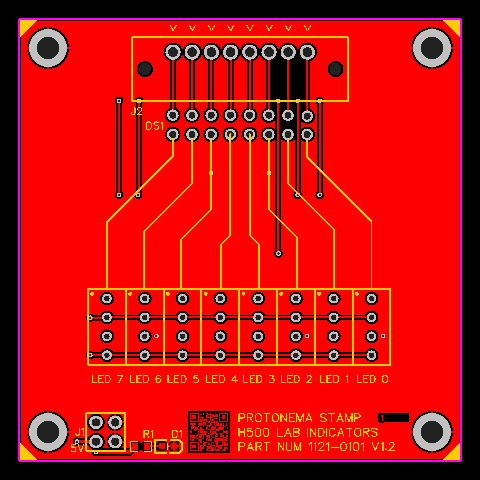 V V V V V V V V
J2
DS1
LED 7 LED 6 LED 5 LED 4 LED 3 LED 2 LED 1 LED 0
J1
5V
R1 D1
PROTONEMA STAMP
H500 LAB INDICATORS
PART NUM 1121-0101 V1.2